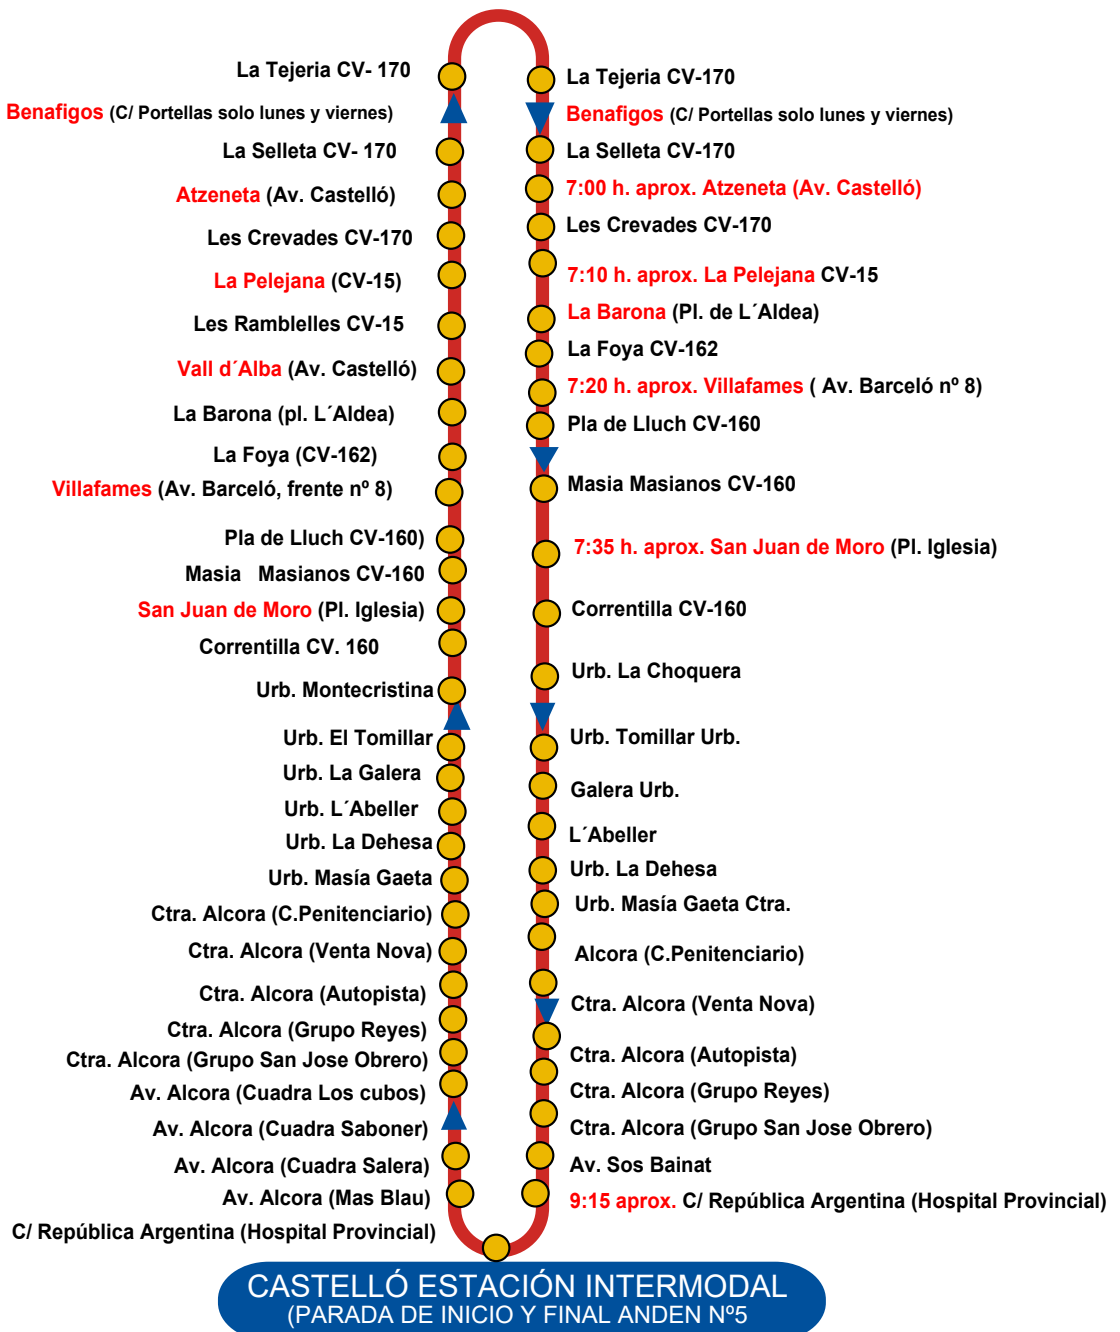 La Tejeria CV- 170
Benafigos (C/ Portellas solo lunes y viernes)
La Selleta CV- 170
Atzeneta (Av. Castelló)
Les Crevades CV-170
La Pelejana (CV-15)
Les Ramblelles CV-15
Vall d´Alba (Av. Castelló)
La Barona (pl. L´Aldea)
La Foya (CV-162)
Villafames (Av. Barceló, frente nº 8)
Pla de Lluch CV-160)
Masia Masianos CV-160
San Juan de Moro (Pl. Iglesia)
Correntilla CV. 160
Urb. Montecristina
Urb. El Tomillar
Urb. La Galera
Urb. L´Abeller
Urb. La Dehesa
Urb. Masía Gaeta
Ctra. Alcora (C.Penitenciario)
Ctra. Alcora (Venta Nova)
Ctra. Alcora (Autopista)
Ctra. Alcora (Grupo Reyes)
Ctra. Alcora (Grupo San Jose Obrero)
Av. Alcora (Cuadra Los cubos)
Av. Alcora (Cuadra Saboner)
Av. Alcora (Cuadra Salera)
Av. Alcora (Mas Blau)
C/ República Argentina (Hospital Provincial)
La Tejeria CV-170
Benafigos (C/ Portellas solo lunes y viernes)
La Selleta CV-170
7:00 h. aprox. Atzeneta (Av. Castelló)
Les Crevades CV-170
7:10 h. aprox. La Pelejana CV-15
La Barona (Pl. de L´Aldea)
La Foya CV-162
7:20 h. aprox. Villafames ( Av. Barceló nº 8)
Pla de Lluch CV-160
Masia Masianos CV-160
7:35 h. aprox. San Juan de Moro (Pl. Iglesia)
Correntilla CV-160
Urb. La Choquera
Urb. Tomillar Urb.
Galera Urb.
L´Abeller
Urb. La Dehesa
Urb. Masía Gaeta Ctra.
Alcora (C.Penitenciario)
Ctra. Alcora (Venta Nova)
Ctra. Alcora (Autopista)
Ctra. Alcora (Grupo Reyes)
Ctra. Alcora (Grupo San Jose Obrero)
Av. Sos Bainat
9:15 aprox. C/ República Argentina (Hospital Provincial)
CASTELLÓ ESTACIÓN INTERMODAL
(PARADA DE INICIO Y FINAL ANDEN Nº5